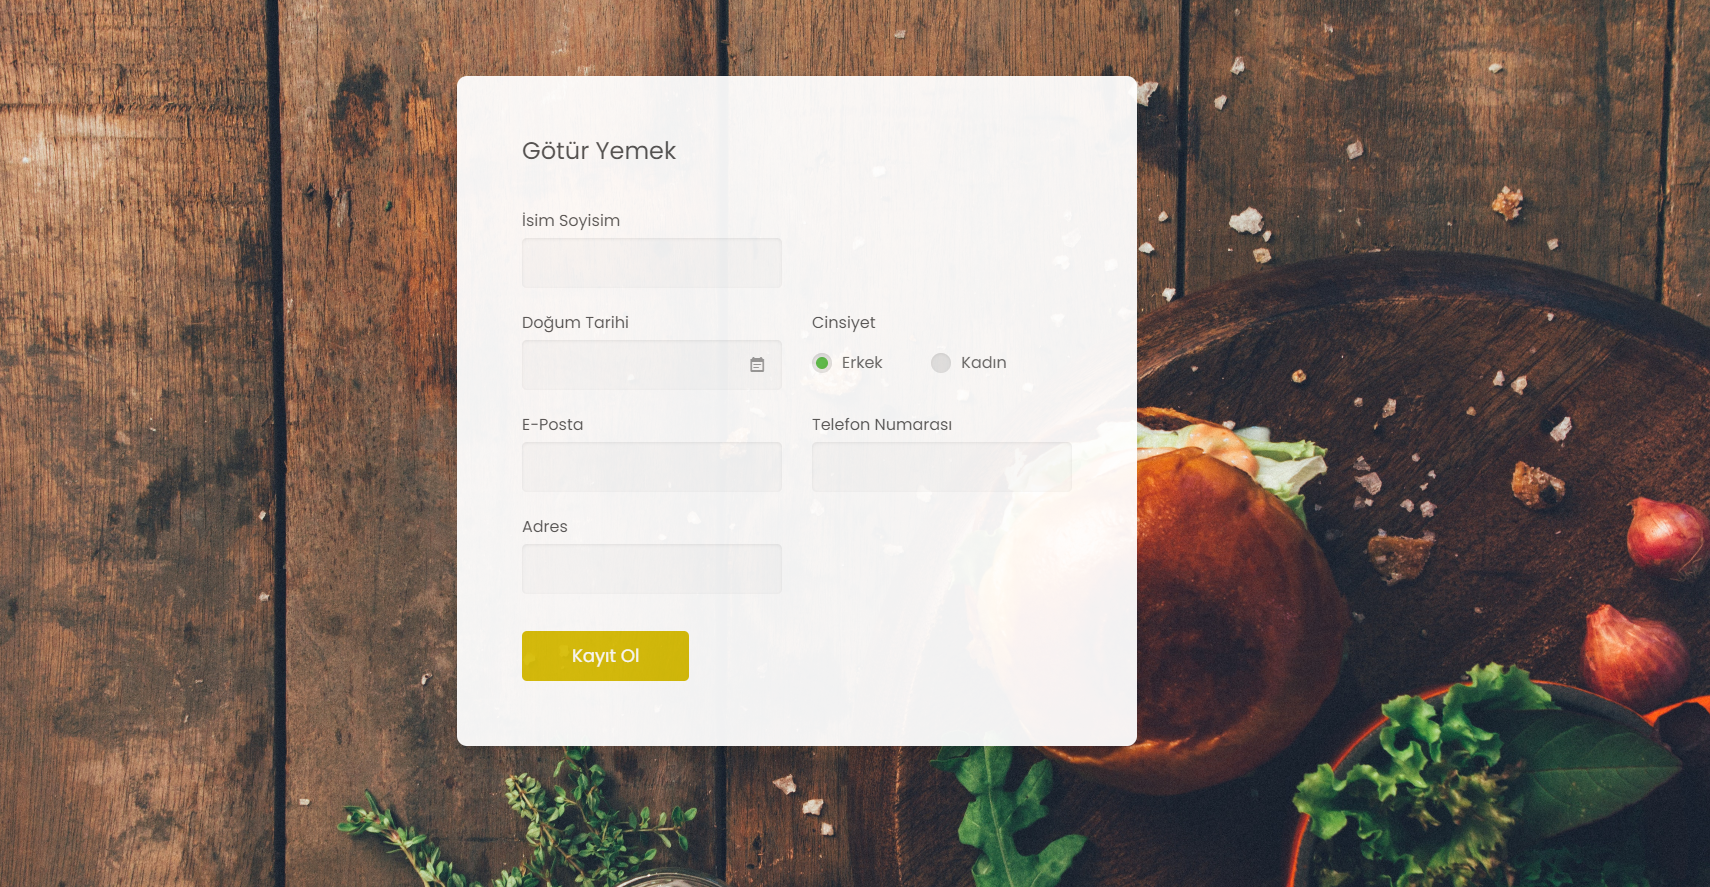 Götür Yemek
İsim Soyisim
Doğum Tarihi
Cinsiyet
Erkek
Kadın
E-Posta
Telefon Numarası
Adres
Kayıt Ol